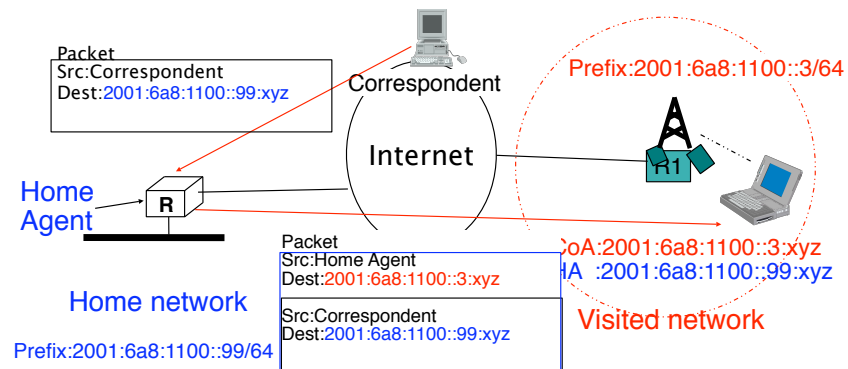 Packet
Src:Correspondent
Dest:2001:6a8:1100::99:xyz
Correspondent
Prefix:2001:6a8:1100::3/64
Internet
R1
Home
Agent
R
CoA:2001:6a8:1100::3:xyz
HA :2001:6a8:1100::99:xyz
Packet
Src:Home Agent
Dest:2001:6a8:1100::3:xyz
Src:Correspondent
Dest:2001:6a8:1100::99:xyz
Home network
Visited network
Prefix:2001:6a8:1100::99/64